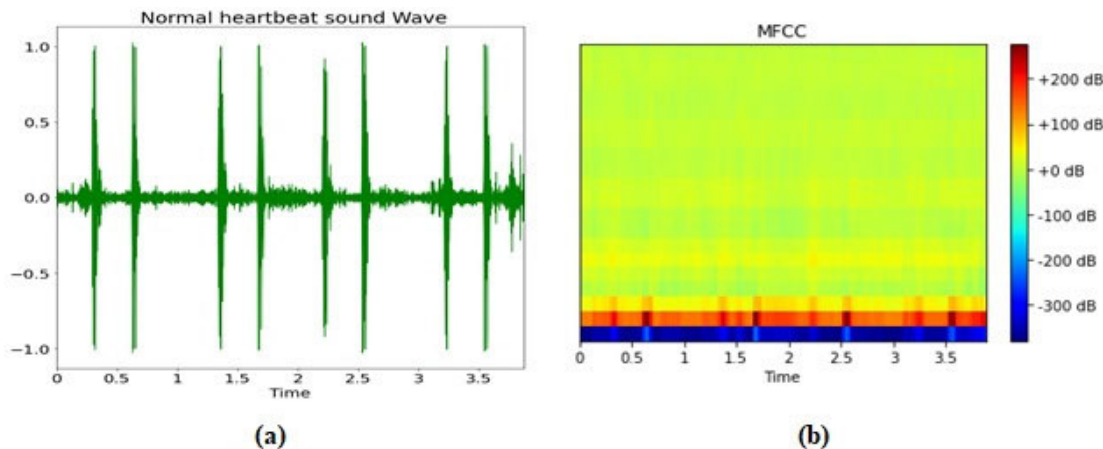 Normal heartbeat sound Wave
1.0
0.5
0.0
−0.5
−1.0
0 0.5 1 1.5 2 2.5 3 3.5
Time
(a)
MFCC
+200 dB
+100 dB
+0 dB
-100 dB
-200 dB
-300 dB
0 0.5 1 1.5 2 2.5 3 3.5
Time
(b)